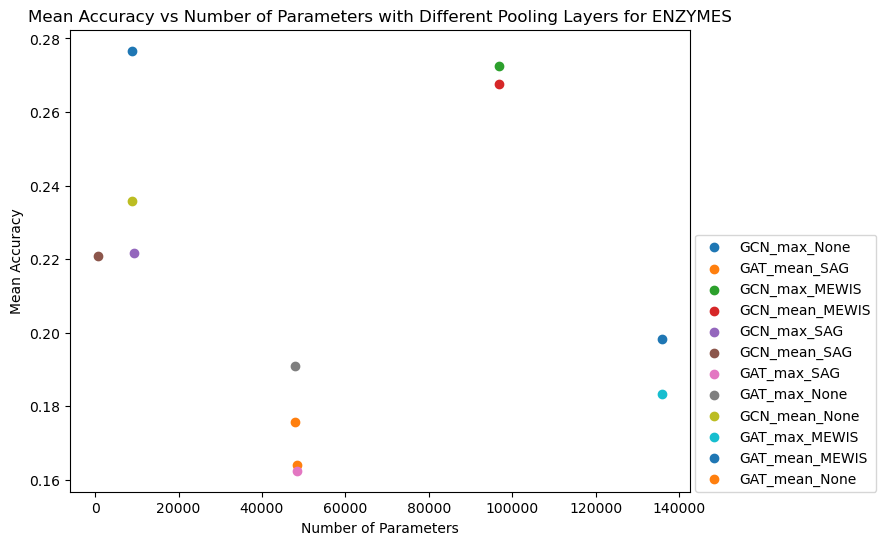 Mean Accuracy vs Number of Parameters with Different Pooling Layers for ENZYMES
0.28
0.26
0.24
0.22
0.20
0.18
0.16
Mean Accuracy
0
20000
40000
60000
80000
100000
120000
140000
Number of Parameters
GCN_max_None
GAT_mean_SAG
GCN_max_MEWIS
GCN_mean_MEWIS
GCN_max_SAG
GCN_mean_SAG
GAT_max_SAG
GAT_max_None
GCN_mean_None
GAT_max_MEWIS
GAT_mean_MEWIS
GAT_mean_None